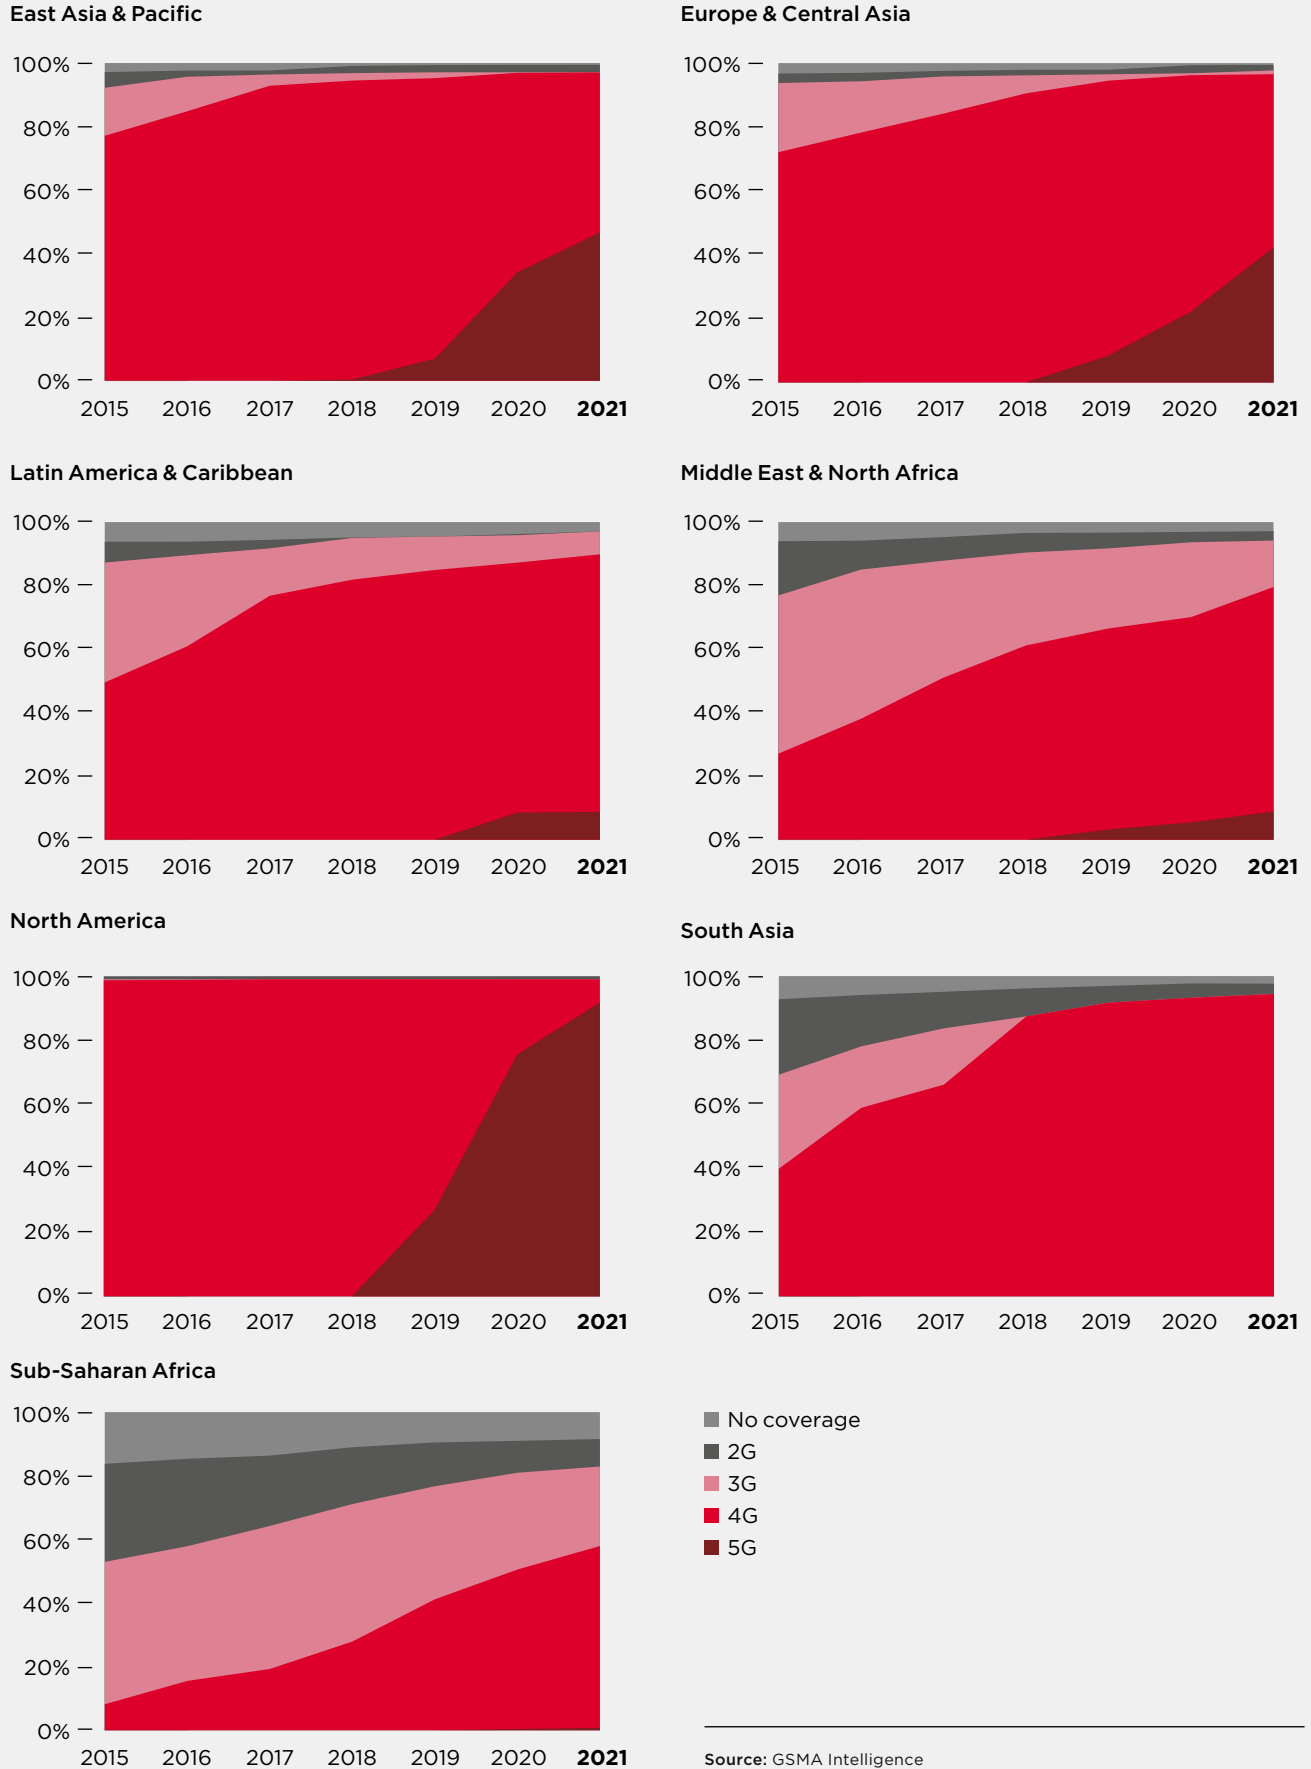 East Asia & Pacific
100%
80%
60%
40%
20%
0%
2015 2016 2017 2018 2019 2020 2021
Europe & Central Asia
100%
80%
60%
40%
20%
0%
2015 2016 2017 2018 2019 2020 2021
Latin America & Caribbean
100%
80%
60%
40%
20%
0%
2015 2016 2017 2018 2019 2020 2021
Middle East & North Africa
100%
80%
60%
40%
20%
0%
2015 2016 2017 2018 2019 2020 2021
North America
100%
80%
60%
40%
20%
0%
2015 2016 2017 2018 2019 2020 2021
South Asia
100%
80%
60%
40%
20%
0%
2015 2016 2017 2018 2019 2020 2021
Sub-Saharan Africa
100%
80%
60%
40%
20%
0%
2015 2016 2017 2018 2019 2020 2021
No coverage
2G
3G
4G
5G
Source: GSMA Intelligence